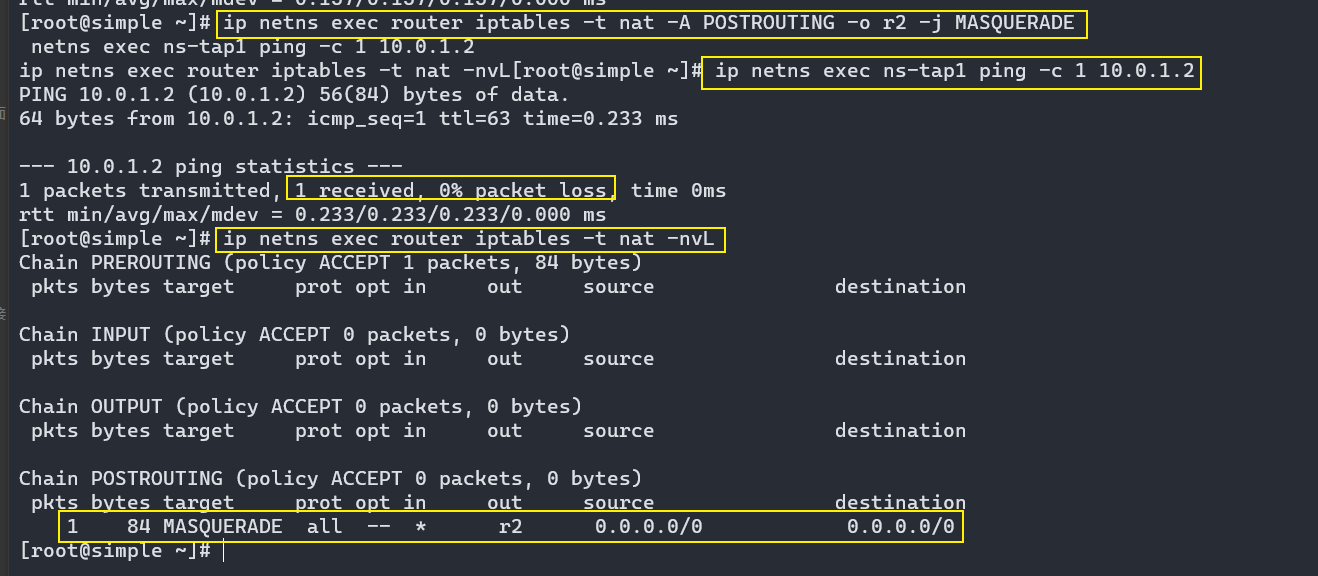 rtt min/avg/max/mdev = 0.137/0.137/0.137/0.000 ms
[root@simple ~]# ip netns exec router iptables -t nat -A POSTROUTING -o r2 -j MASQUERADE
 netns exec ns-tap1 ping -c 1 10.0.1.2
ip netns exec router iptables -t nat -nvL[root@simple ~]# ip netns exec ns-tap1 ping -c 1 10.0.1.2
PING 10.0.1.2 (10.0.1.2) 56(84) bytes of data.
64 bytes from 10.0.1.2: icmp_seq=1 ttl=63 time=0.233 ms
--- 10.0.1.2 ping statistics ---
1 packets transmitted, 1 received, 0% packet loss, time 0ms
rtt min/avg/max/mdev = 0.233/0.233/0.233/0.000 ms
[root@simple ~]# ip netns exec router iptables -t nat -nvL
Chain PREROUTING (policy ACCEPT 1 packets, 84 bytes)
 pkts bytes target     prot opt in     out     source               destination
Chain INPUT (policy ACCEPT 0 packets, 0 bytes)
 pkts bytes target     prot opt in     out     source               destination
Chain OUTPUT (policy ACCEPT 0 packets, 0 bytes)
 pkts bytes target     prot opt in     out     source               destination
Chain POSTROUTING (policy ACCEPT 0 packets, 0 bytes)
 pkts bytes target     prot opt in     out     source               destination
    1    84 MASQUERADE  all  --  *      r2      0.0.0.0/0            0.0.0.0/0
[root@simple ~]#